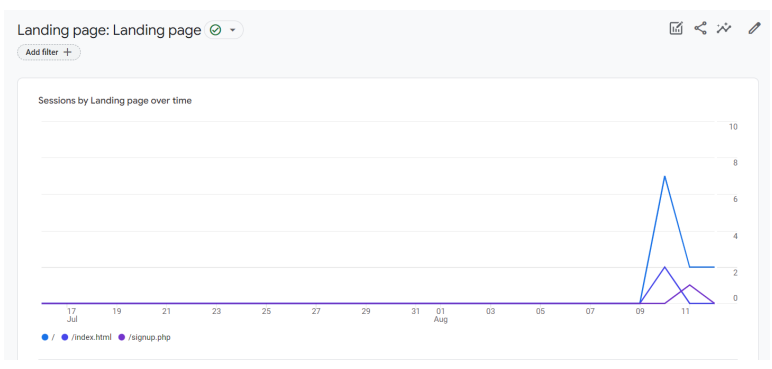 Landing page: Landing page
Add filter +
Sessions by Landing page over time
10
8
6
4
2
0
17 19 21 23 25 27 29 31 01 03 05 07 09 11
Jul Aug
/ /index.html /signup.php